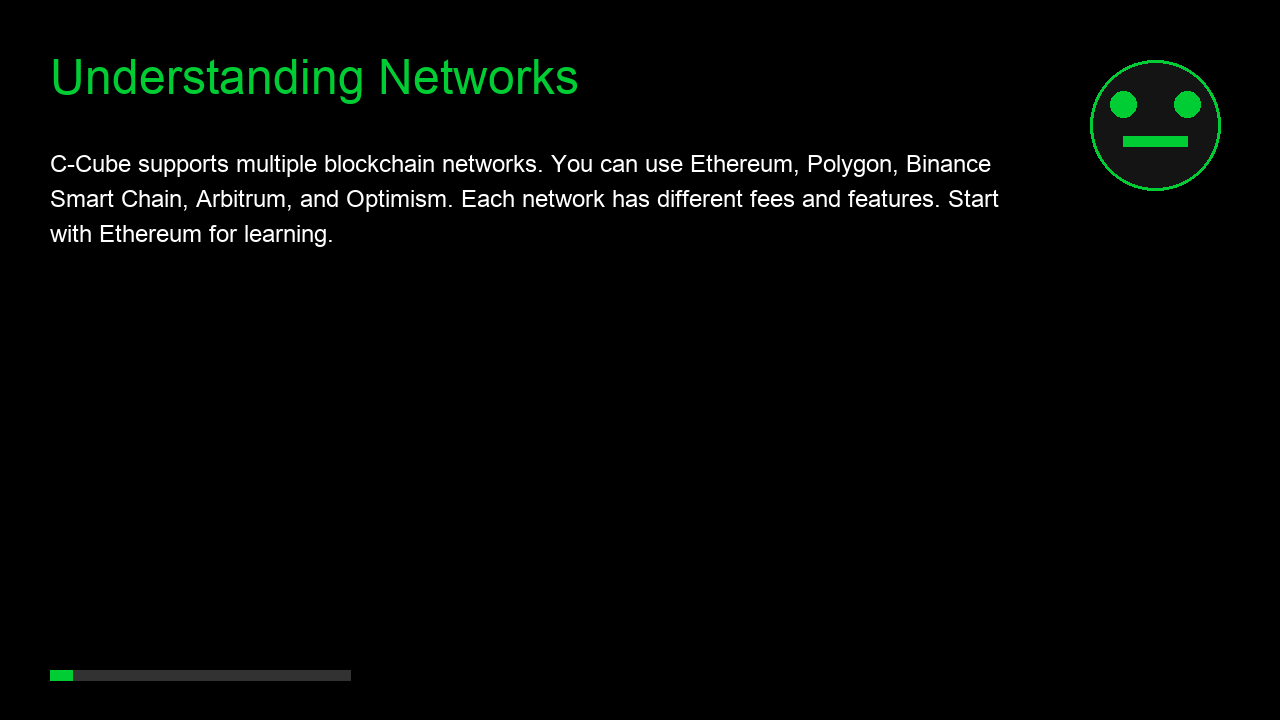 Understanding Networks
C-Cube supports multiple blockchain networks. You can use Ethereum, Polygon, Binance
Smart Chain, Arbitrum, and Optimism. Each network has different fees and features. Start
with Ethereum for learning.